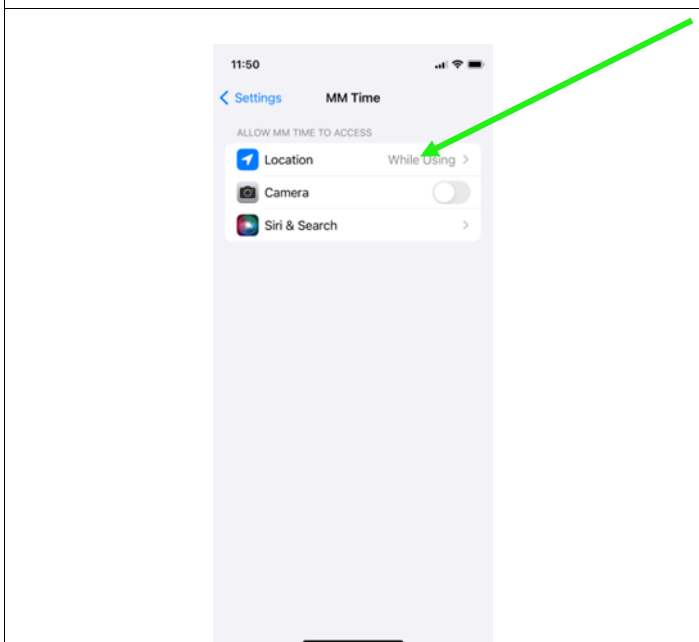 11:50
Settings MM Time
ALLOW MM TIME TO ACCESS
Location While Using
Camera
Siri & Search